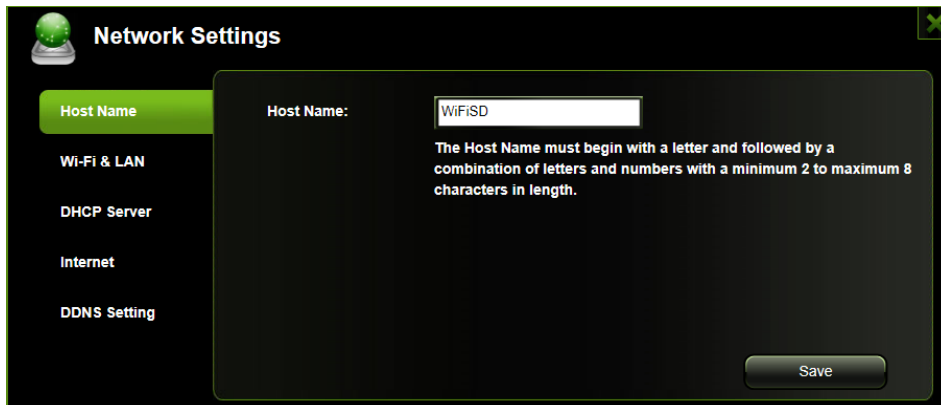 Network Settings
Host Name
Wi-Fi & LAN
DHCP Server
Internet
DDNS Setting
Host Name:
WiFiSD
The Host Name must begin with a letter and followed by a
combination of letters and numbers with a minimum 2 to maximum 8
characters in length.
Save